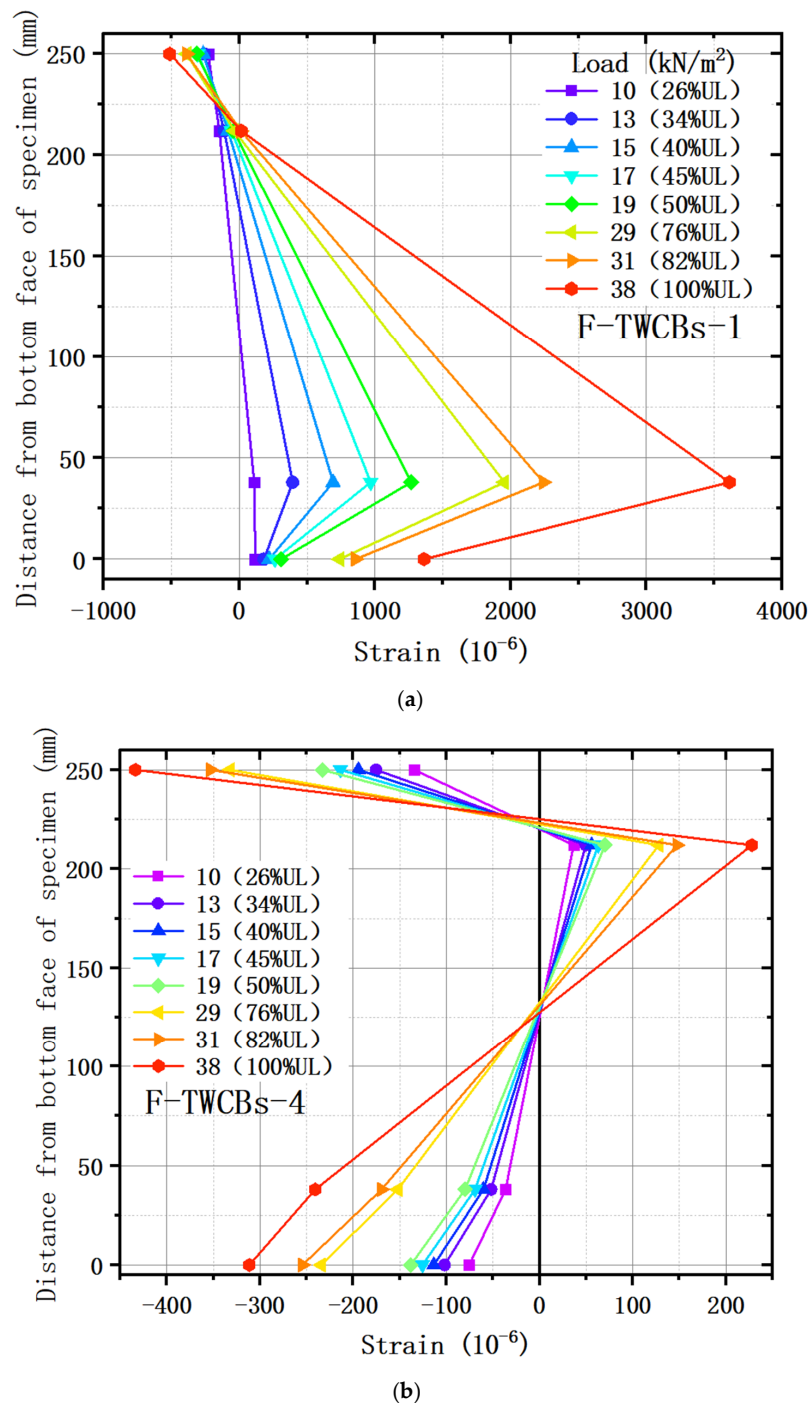 250
200
150
100
50
0
Distance from bottom face of specimen (mm)
Load (kN/m²)
10 (26%UL)
13 (34%UL)
15 (40%UL)
17 (45%UL)
19 (50%UL)
29 (76%UL)
31 (82%UL)
38 (100%UL)
F-TWCBs-1
-1000 0 1000 2000 3000 4000
Strain (10⁻⁶)
(a)
250
200
150
100
50
0
Distance from bottom face of specimen (mm)
10 (26%UL)
13 (34%UL)
15 (40%UL)
17 (45%UL)
19 (50%UL)
29 (76%UL)
31 (82%UL)
38 (100%UL)
F-TWCBs-4
-400 -300 -200 -100 0 100 200
Strain (10⁻⁶)
(b)